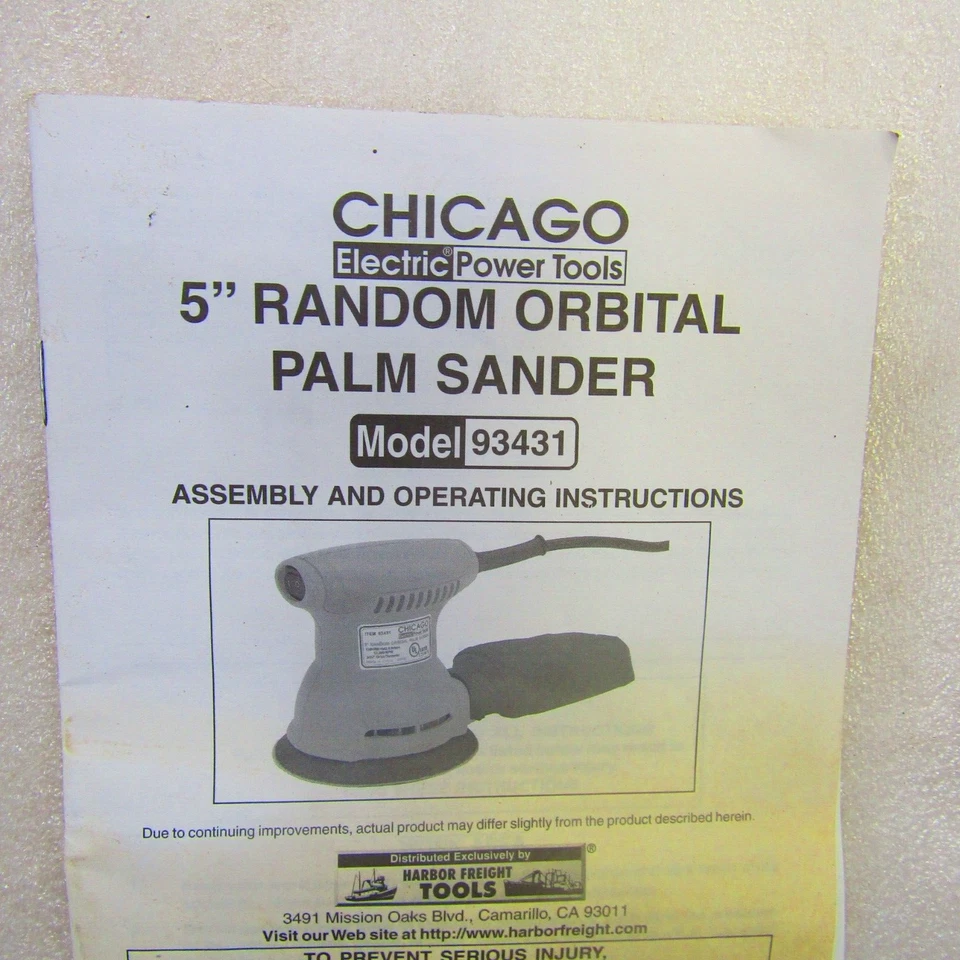 CHICAGO
Electric® Power Tools
5” RANDOM ORBITAL
PALM SANDER
Model 93431
ASSEMBLY AND OPERATING INSTRUCTIONS
CHICAGO
Due to continuing improvements, actual product may differ slightly from the product described herein.
Distributed Exclusively by ®
HARBOR FREIGHT
TOOLS
3491 Mission Oaks Blvd., Camarillo, CA 93011
Visit our Web site at http://www.harborfreight.com
TO PREVENT SERIOUS INJURY,